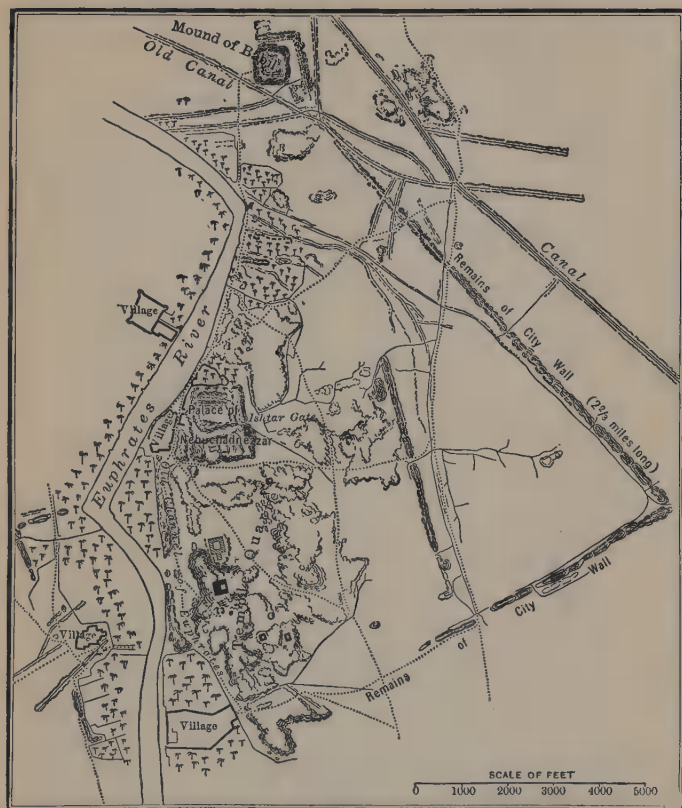 Mound of
Old Canal
Canal
Remains of City Wall (2⅔ miles long)
Village
Euphrates River
Palace of
Ishtar Gate
Nebuchadnezzar
Village
Euphrates
Village
Village
Remains of City Wall
SCALE OF FEET
0 1000 2000 3000 4000 5000